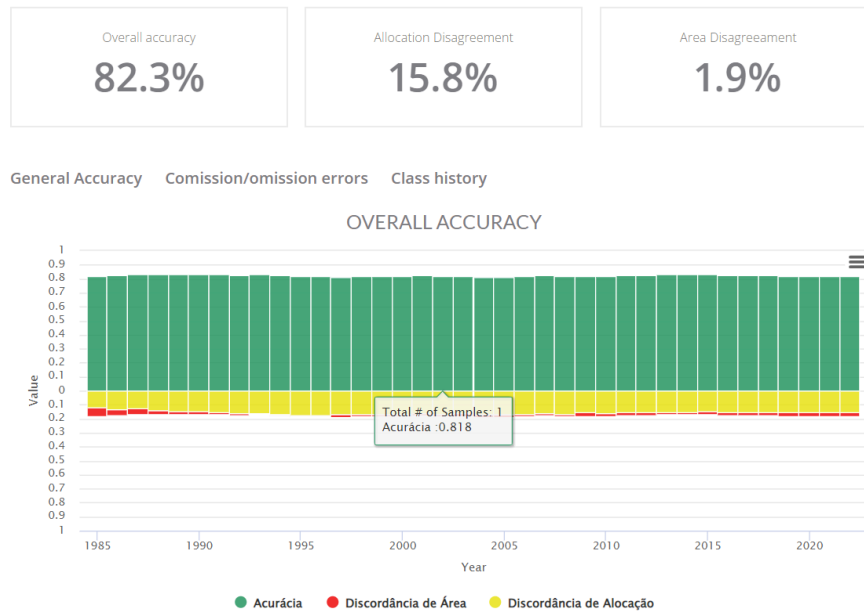 Overall accuracy
82.3%
Allocation Disagreement
15.8%
Area Disagreeament
1.9%
General Accuracy Comission/omission errors Class history
OVERALL ACCURACY
1
0.9
0.8
0.7
0.6
0.5
0.4
0.3
0.2
0.1
0
0.1
0.2
0.3
0.4
0.5
0.6
0.7
0.8
0.9
1
Value
Total # of Samples: 1
Acurácia :0.818
1985 1990 1995 2000 2005 2010 2015 2020
Year
Acurácia Discordância de Área Discordância de Alocação